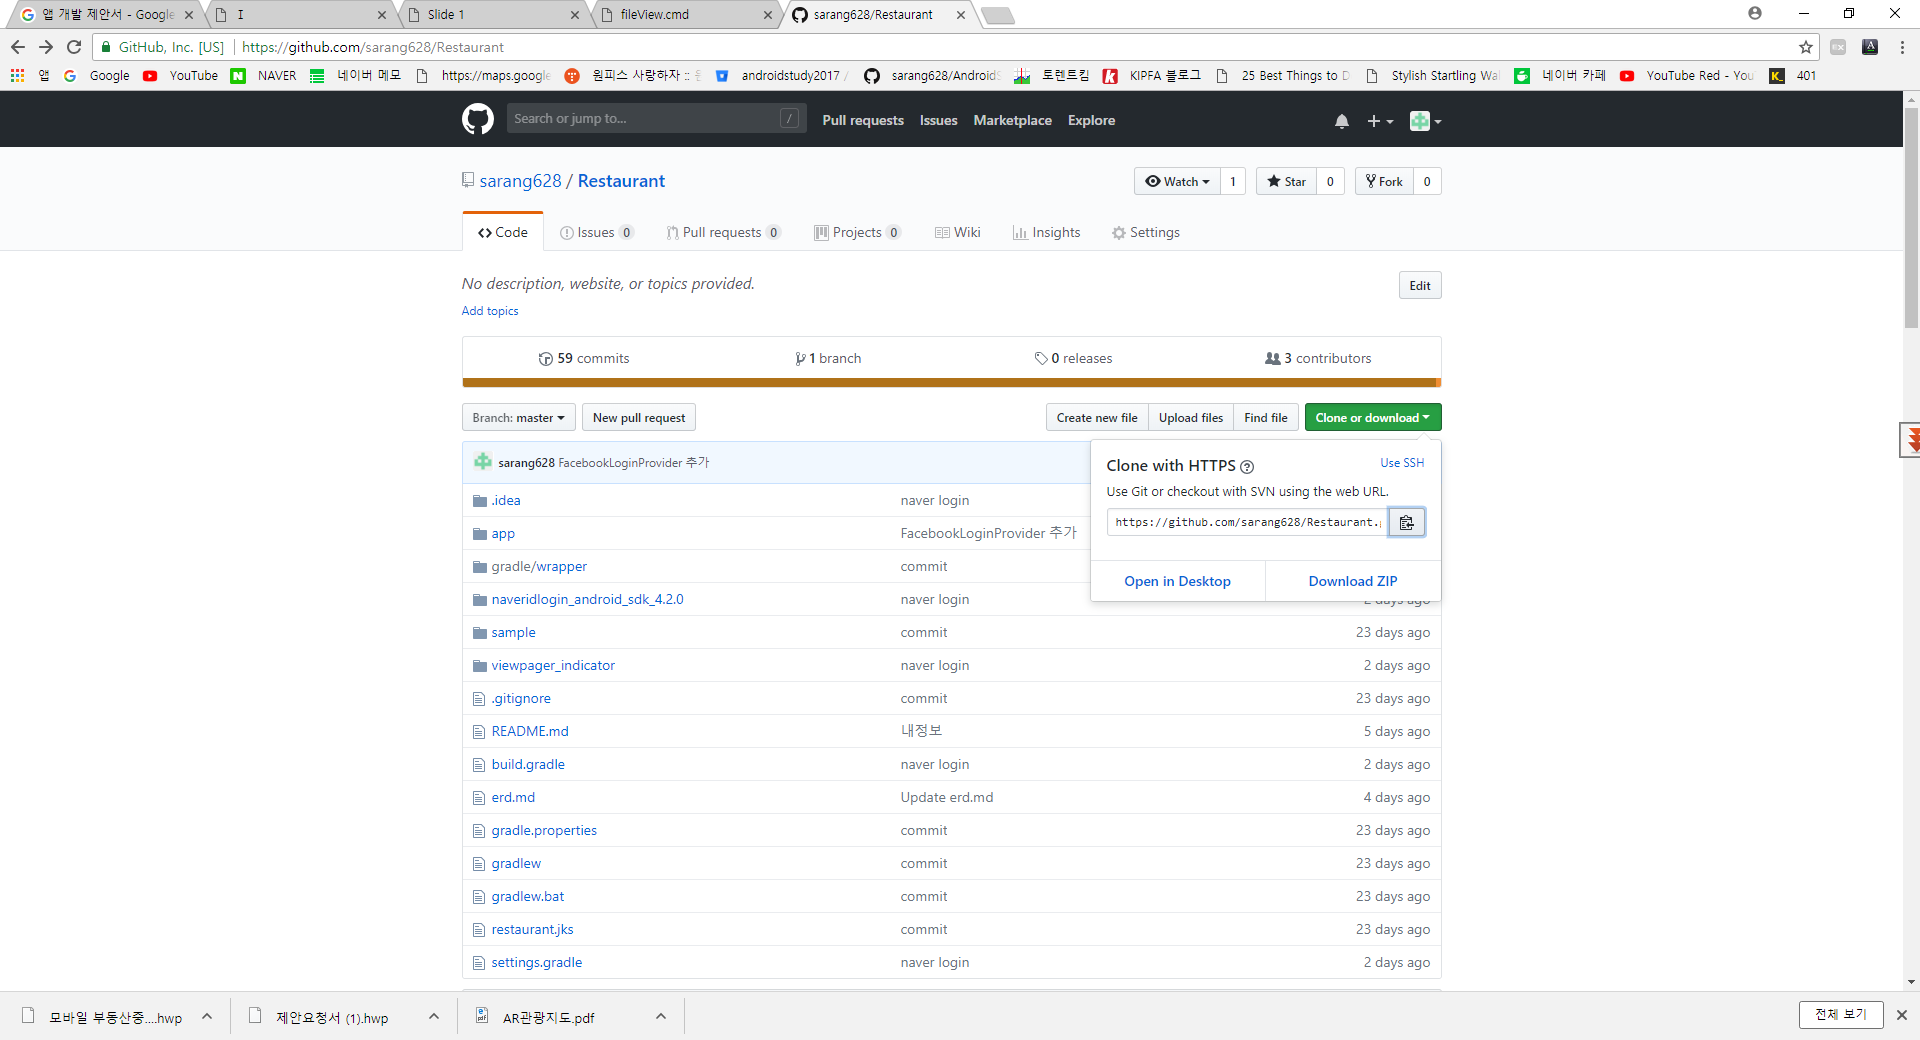 앱 개발 제안서 - Google
I
Slide 1
fileView.cmd
sarang628/Restaurant
GitHub, Inc. [US]
https://github.com/sarang628/Restaurant
앱
Google
YouTube
NAVER
네이버 메모
https://maps.google
원피스 사랑하자 ::
androidstudy2017 /
sarang628/Android
토렌트킴
KIPFA 블로그
25 Best Things to
Stylish Startling Wal
네이버 카페
YouTube Red - You
401
Search or jump to...
/
Pull requests
Issues
Marketplace
Explore
sarang628 / Restaurant
Watch
1
Star
0
Fork
0
Code
Issues 0
Pull requests 0
Projects 0
Wiki
Insights
Settings
No description, website, or topics provided.
Edit
Add topics
59 commits
1 branch
0 releases
3 contributors
Branch: master
New pull request
Create new file
Upload files
Find file
Clone or download
sarang628 FacebookLoginProvider 추가
Clone with HTTPS
Use SSH
Use Git or checkout with SVN using the web URL.
https://github.com/sarang628/Restaurant.
Open in Desktop
Download ZIP
.idea
naver login
app
FacebookLoginProvider 추가
gradle/wrapper
commit
naveridlogin_android_sdk_4.2.0
naver login
2 days ago
sample
commit
23 days ago
viewpager_indicator
naver login
2 days ago
.gitignore
commit
23 days ago
README.md
내정보
5 days ago
build.gradle
naver login
2 days ago
erd.md
Update erd.md
4 days ago
gradle.properties
commit
23 days ago
gradlew
commit
23 days ago
gradlew.bat
commit
23 days ago
restaurant.jks
commit
23 days ago
settings.gradle
naver login
2 days ago
모바일 부동산중....hwp
제안요청서 (1).hwp
AR관광지도.pdf
전체 보기